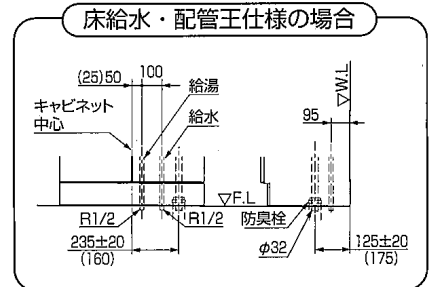 床給水・配管王仕様の場合
(25)50
100
給湯
キャビネット
中心
給水
95
▽W.L
▽F.L
R1/2
R1/2
防臭栓
φ32
235±20
(160)
125±20
(175)